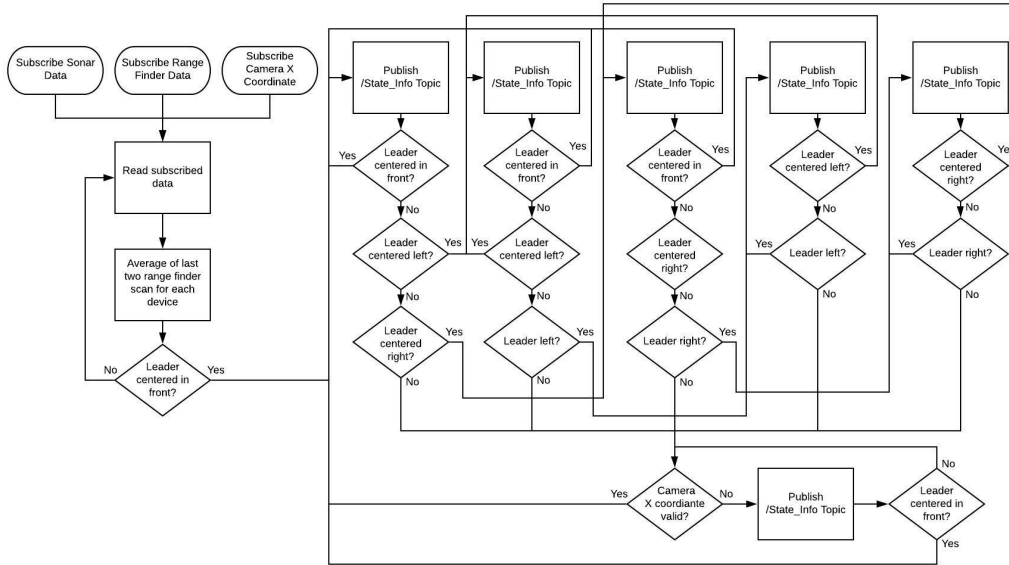 Subscribe Sonar
Data
Subscribe Range
Finder Data
Subscribe
Camera X
Coordinate
Read subscribed
data
Average of last
two range finder
scan for each
device
Leader
centered in
front?
No
Yes
Publish
/State_Info Topic
Leader
centered in
front?
Yes
No
Leader
centered left?
Yes
No
Leader
centered
right?
Yes
No
Publish
/State_Info Topic
Leader
centered in
front?
Yes
No
Leader
centered left?
Yes
No
Leader left?
Yes
No
Publish
/State_Info Topic
Leader
centered in
front?
Yes
No
Leader
centered
right?
No
Leader right?
Yes
No
Publish
/State_Info Topic
Leader
centered left?
Yes
No
Leader left?
Yes
No
Publish
/State_Info Topic
Leader
centered
right?
Yes
No
Leader right?
Yes
No
Camera
X coordiante
valid?
Yes
No
Publish
/State_Info Topic
Leader
centered in
front?
No
Yes